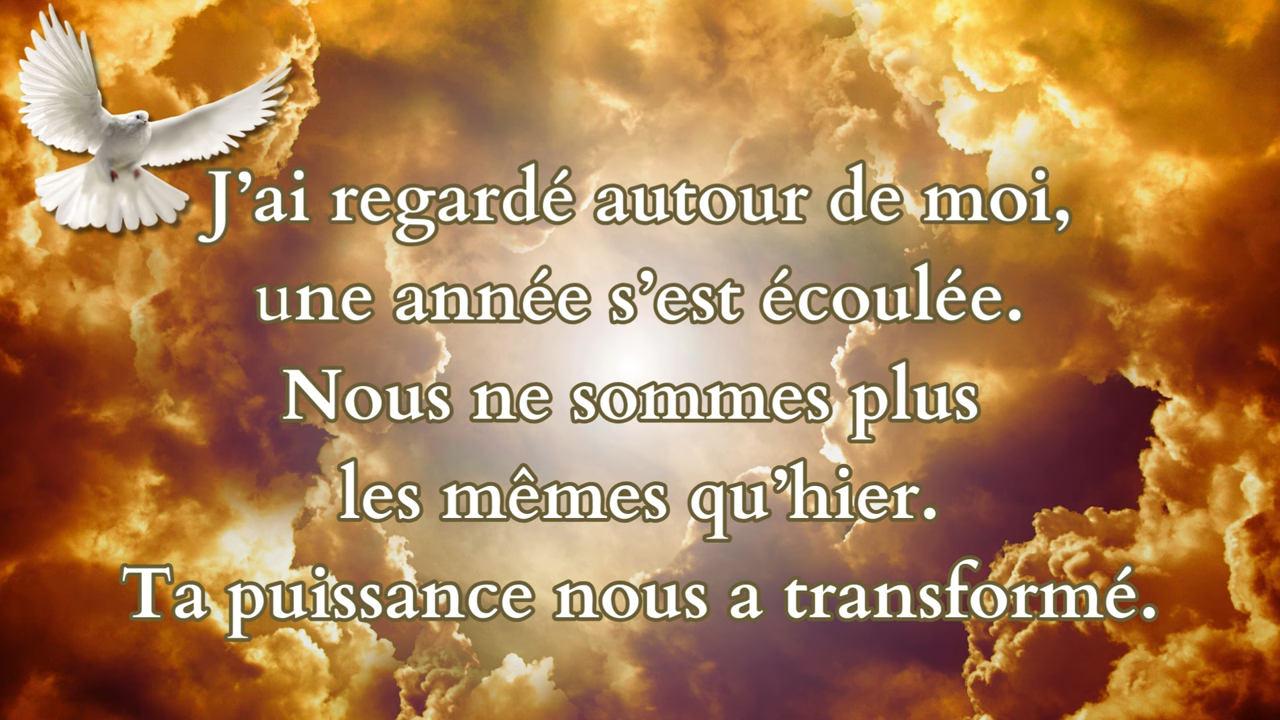 J’ai regardé autour de moi,
une année s’est écoulée.
Nous ne sommes plus
les mêmes qu’hier.
Ta puissance nous a transformé.